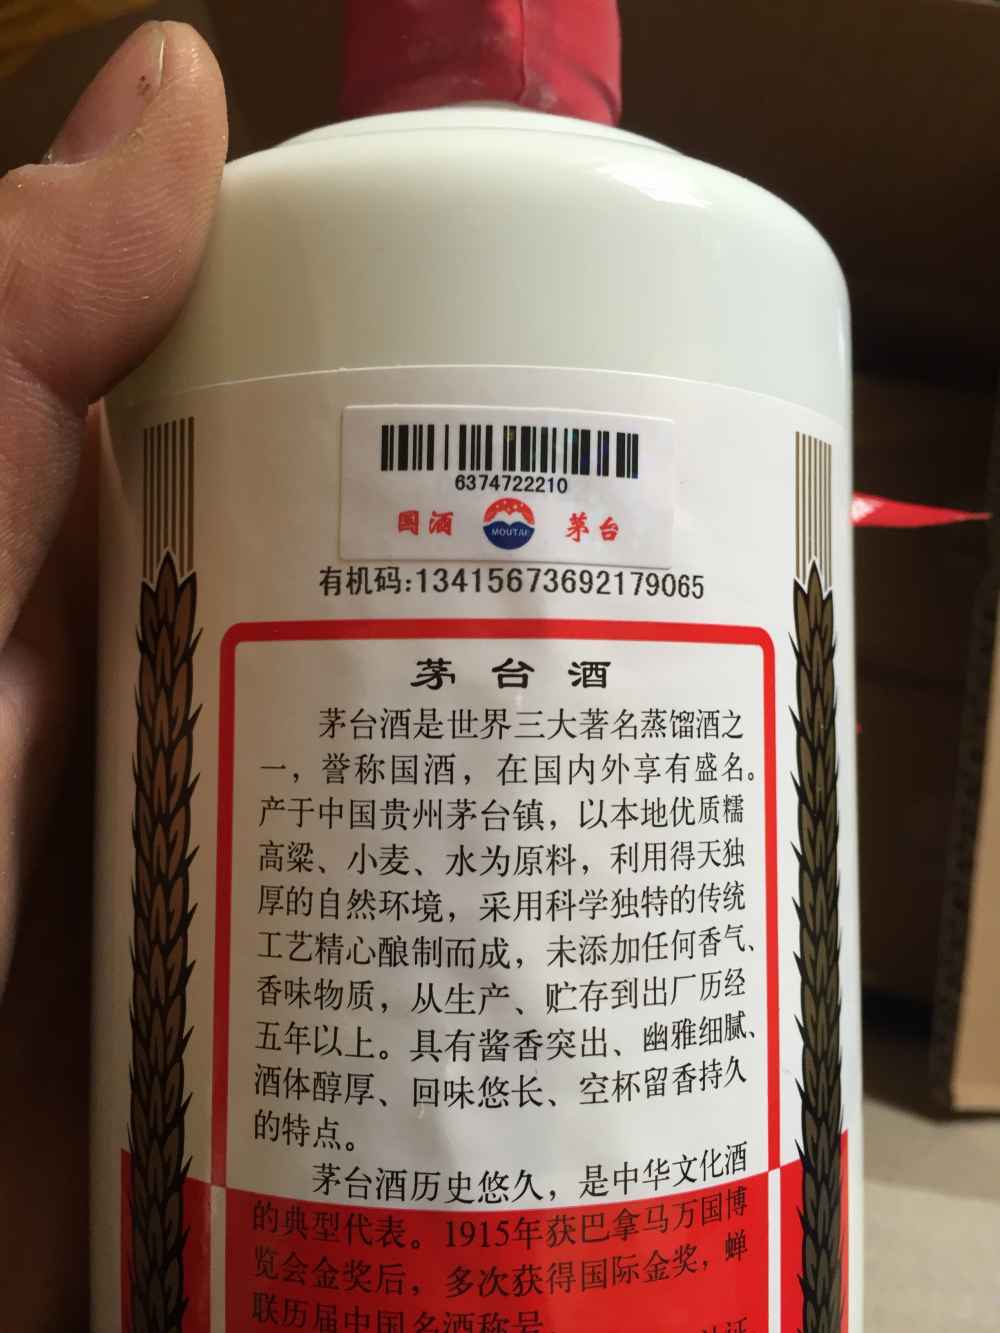 6374722210
国酒 MOUTAI 茅台
有机码:13415673692179065
茅台酒
茅台酒是世界三大著名蒸馏酒之
一，誉称国酒，在国内外享有盛名。
产于中国贵州茅台镇，以本地优质糯
高粱、小麦、水为原料，利用得天独
厚的自然环境，采用科学独特的传统
工艺精心酿制而成，未添加任何香气、
香味物质，从生产、贮存到出厂历经
五年以上。具有酱香突出、幽雅细腻、
酒体醇厚、回味悠长、空杯留香持久
的特点。
茅台酒历史悠久，是中华文化酒
的典型代表。1915年获巴拿马万国博
览会金奖后，多次获得国际金奖，蝉
联历届中国名酒称号，